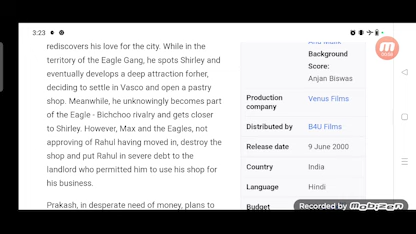 3:23
rediscovers his love for the city. While in the
territory of the Eagle Gang, he spots Shirley and
eventually develops a deep attraction forher,
deciding to settle in Vasco and open a pastry
shop. Meanwhile, he unknowingly becomes part
of the Eagle - Bichchoo rivalry and gets closer
to Shirley. However, Max and the Eagles, not
approving of Rahul having moved in, destroy the
shop and put Rahul in severe debt to the
landlord who permitted him to use his shop for
his business.
Prakash, in desperate need of money, plans to
Background
Score:
Anjan Biswas
Production
company
Venus Films
Distributed by
B4U Films
Release date
9 June 2000
Country
India
Language
Hindi
Budget
Recorded by Mobizen